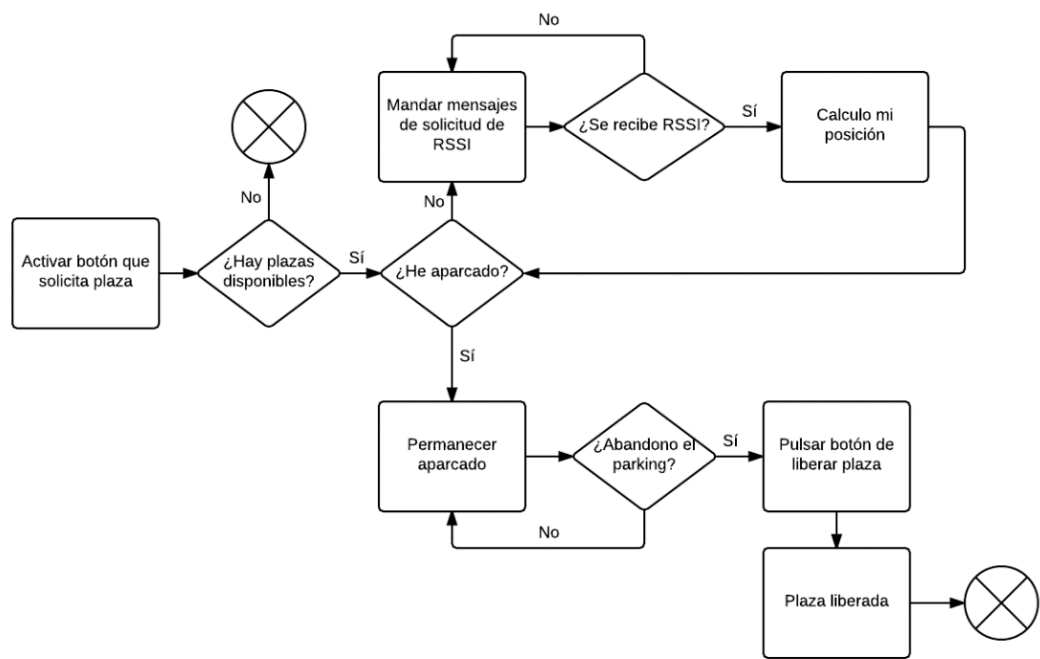 No
Mandar mensajes
de solicitud de
RSSI
¿Se recibe RSSI?
Sí
Calculo mi
posición
No
No
Activar botón que
solicita plaza
¿Hay plazas
disponibles?
Sí
¿He aparcado?
Sí
Permanecer
aparcado
¿Abandono el
parking?
Sí
Pulsar botón de
liberar plaza
No
Plaza liberada